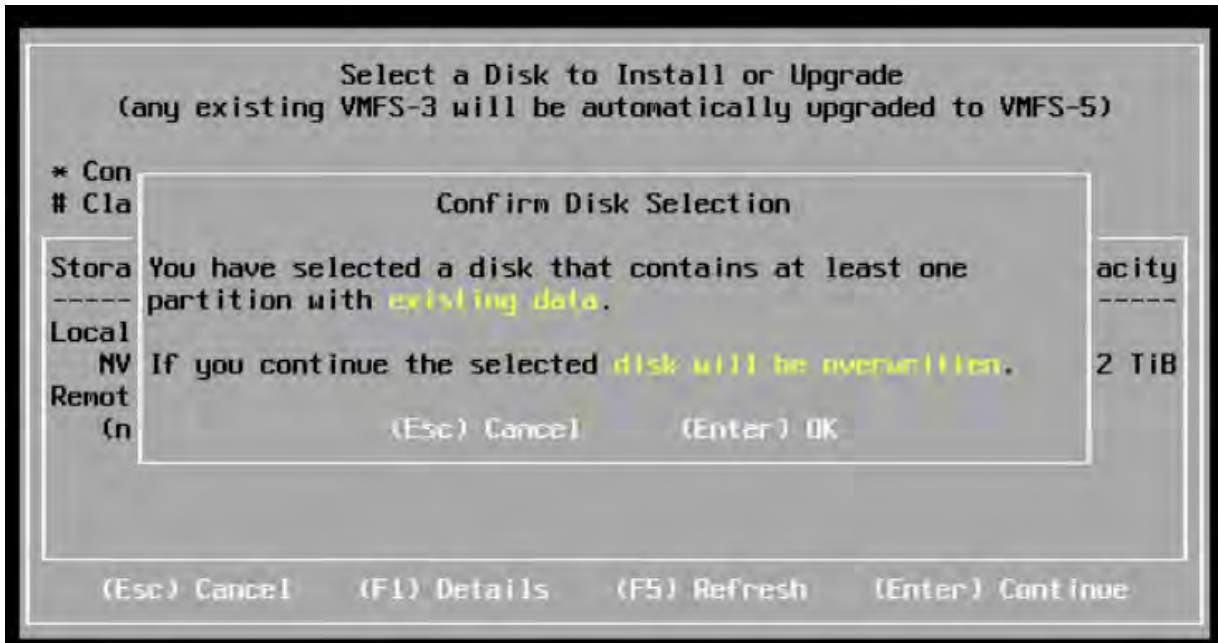 Select a Disk to Install or Upgrade
(any existing VMFS-3 will be automatically upgraded to VMFS-5)
* Con
# Cla
Confirm Disk Selection
Stora
acity
You have selected a disk that contains at least one
partition with existing data.
-----
-----
Local
NV
2 TiB
If you continue the selected disk will be overwritten.
Remot
(n
(Esc) Cancel (Enter) OK
(Esc) Cancel (F1) Details (F5) Refresh (Enter) Continue